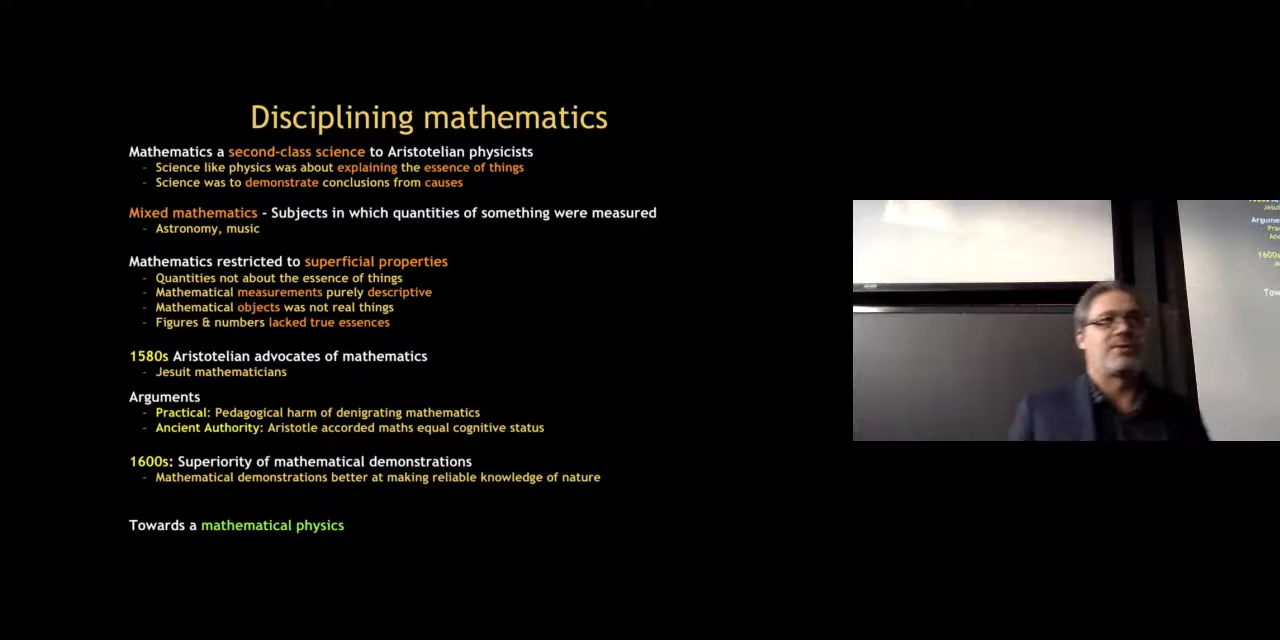 Disciplining mathematics
Mathematics a second-class science to Aristotelian physicists
- Science like physics was about explaining the essence of things
- Science was to demonstrate conclusions from causes
Mixed mathematics - Subjects in which quantities of something were measured
- Astronomy, music
Mathematics restricted to superficial properties
- Quantities not about the essence of things
- Mathematical measurements purely descriptive
- Mathematical objects was not real things
- Figures & numbers lacked true essences
1580s Aristotelian advocates of mathematics
- Jesuit mathematicians
Arguments
- Practical: Pedagogical harm of denigrating mathematics
- Ancient Authority: Aristotle accorded maths equal cognitive status
1600s: Superiority of mathematical demonstrations
- Mathematical demonstrations better at making reliable knowledge of nature
Towards a mathematical physics
Jesuit
Argume
1600s
Tow